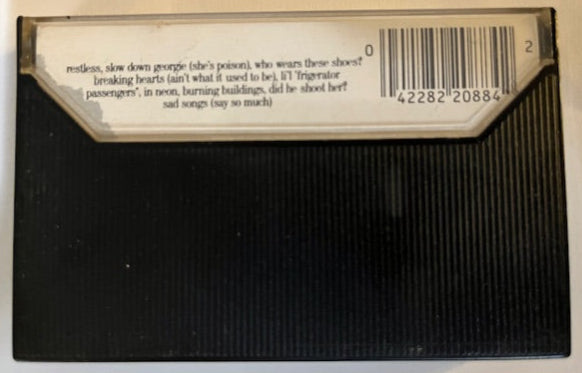 restless, slow down georgie (she's poison), who wears these shoes?
breaking hearts (ain't what it used to be), li'l 'frigerator
passengers*, in neon, burning buildings, did he shoot her?
sad songs (say so much)
0 42282 20884 2